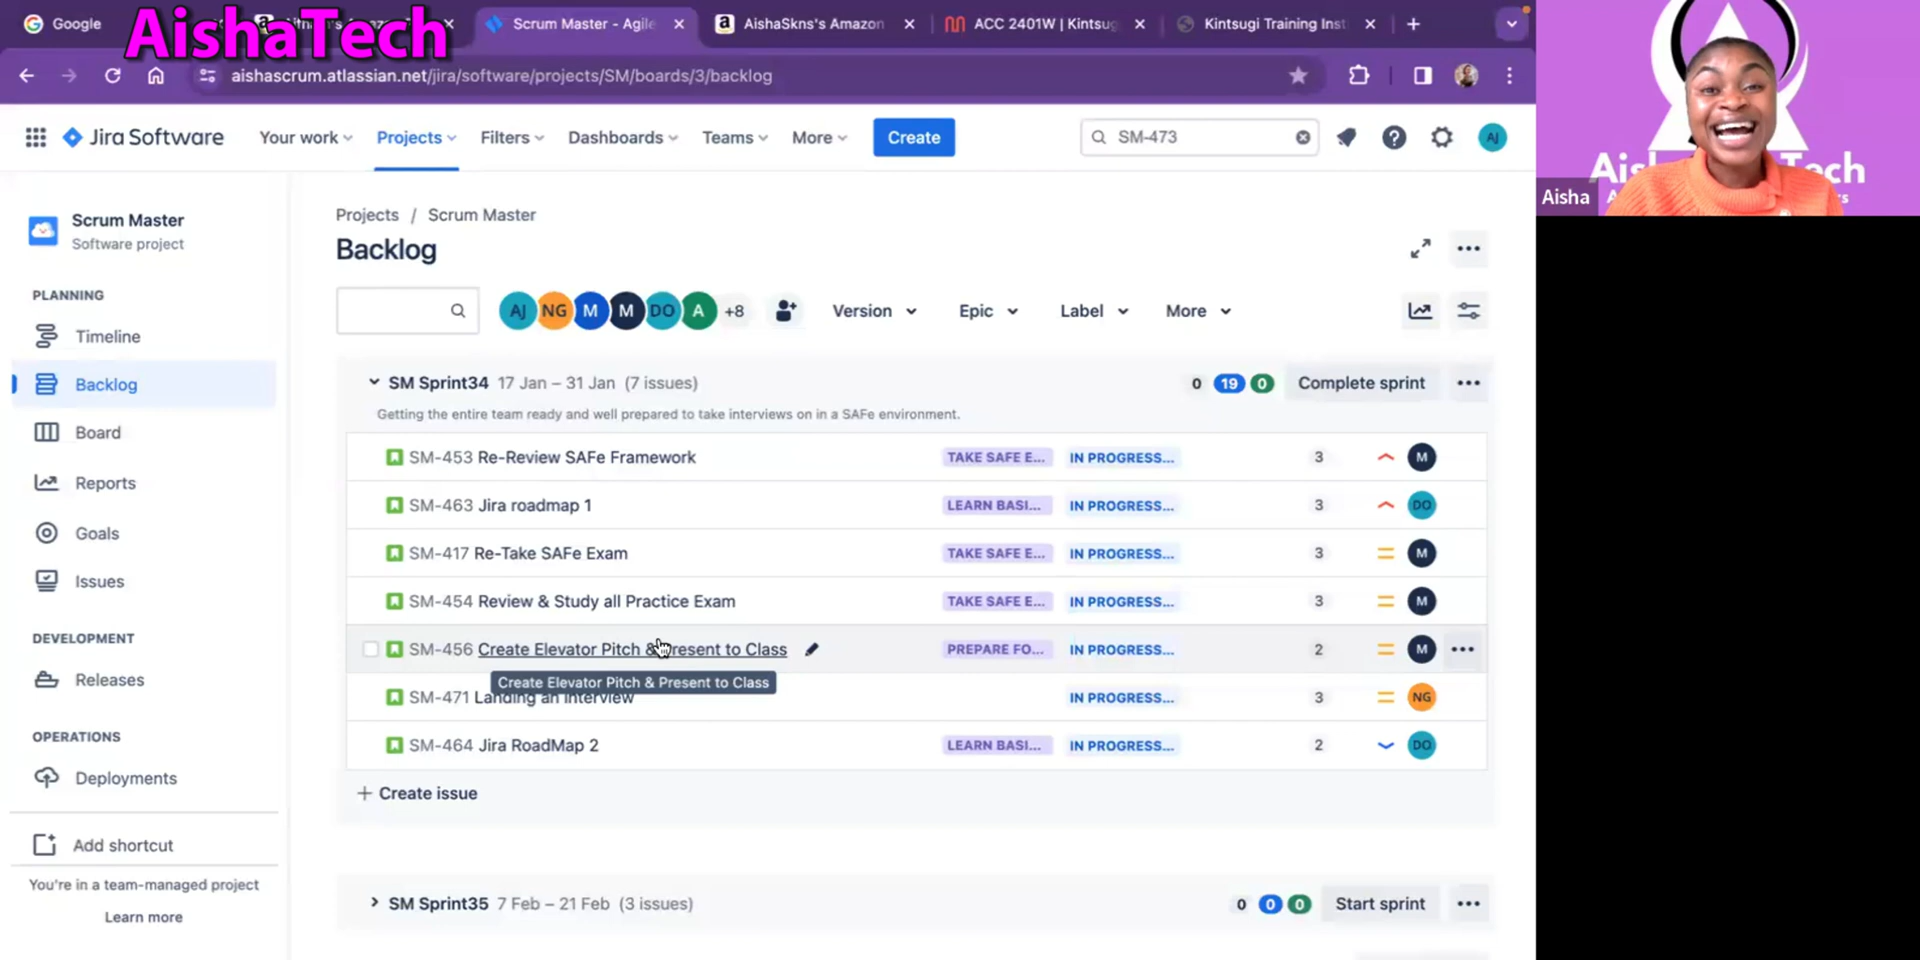 Google
AishaTech
Scrum Master - Agile
AishaSkns's Amazon
ACC 2401W | Kintsug
Kintsugi Training Inst
aishascrum.atlassian.net/jira/software/projects/SM/boards/3/backlog
Jira Software
Your work
Projects
Filters
Dashboards
Teams
More
Create
SM-473
AJ
Aisha
Scrum Master
Software project
PLANNING
Timeline
Backlog
Board
Reports
Goals
Issues
DEVELOPMENT
Releases
OPERATIONS
Deployments
Add shortcut
You're in a team-managed project
Learn more
Projects / Scrum Master
Backlog
AJ NG M M DO A +8
Version Epic Label More
SM Sprint34 17 Jan – 31 Jan (7 issues) 0 19 0 Complete sprint
Getting the entire team ready and well prepared to take interviews on in a SAFe environment.
SM-453 Re-Review SAFe Framework TAKE SAFE E... IN PROGRESS... 3 M
SM-463 Jira roadmap 1 LEARN BASI... IN PROGRESS... 3 DO
SM-417 Re-Take SAFe Exam TAKE SAFE E... IN PROGRESS... 3 M
SM-454 Review & Study all Practice Exam TAKE SAFE E... IN PROGRESS... 3 M
SM-456 Create Elevator Pitch & Present to Class PREPARE FO... IN PROGRESS... 2 M
Create Elevator Pitch & Present to Class
SM-471 Landing an Interview IN PROGRESS... 3 NG
SM-464 Jira RoadMap 2 LEARN BASI... IN PROGRESS... 2 DO
+ Create issue
SM Sprint35 7 Feb – 21 Feb (3 issues) 0 0 0 Start sprint